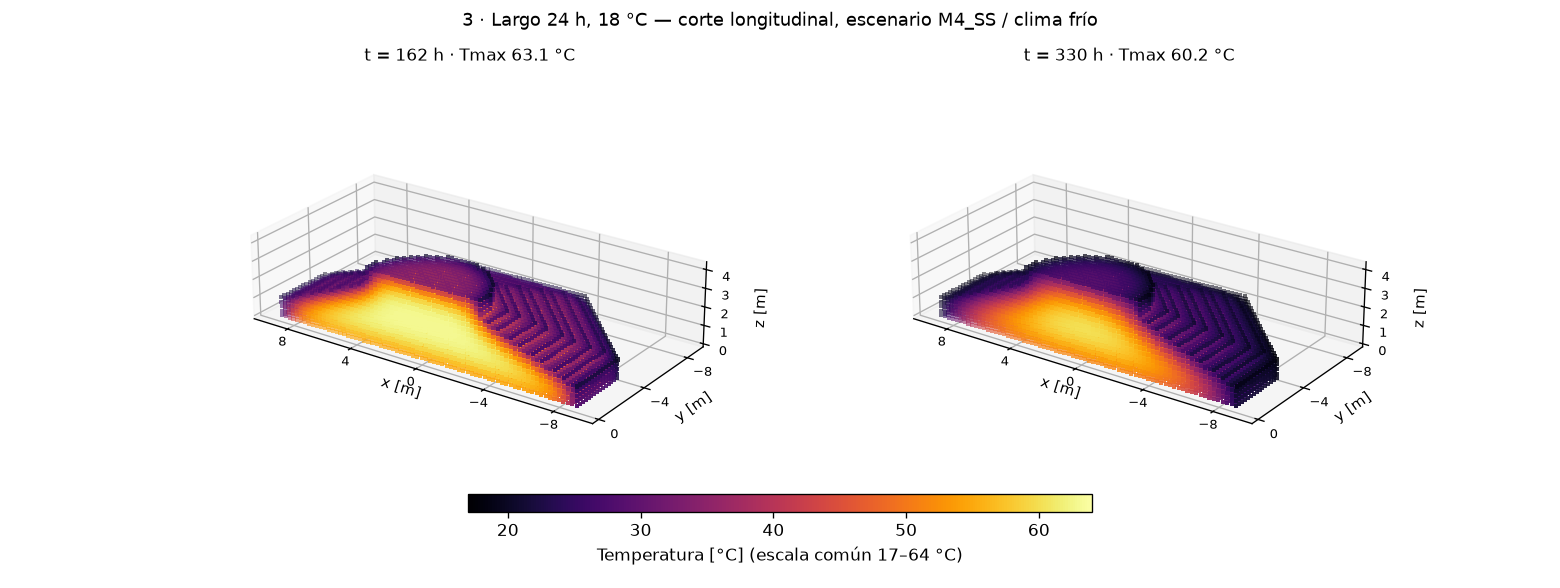 3 · Largo 24 h, 18 °C — corte longitudinal, escenario M4_SS / clima frío
t = 162 h · Tmax 63.1 °C
t = 330 h · Tmax 60.2 °C
4
3
2
1
0
z [m]
8
4
0
−4
−8
x [m]
−8
−4
0
y [m]
4
3
2
1
0
z [m]
8
4
0
−4
−8
x [m]
−8
−4
0
y [m]
20 30 40 50 60
Temperatura [°C] (escala común 17–64 °C)